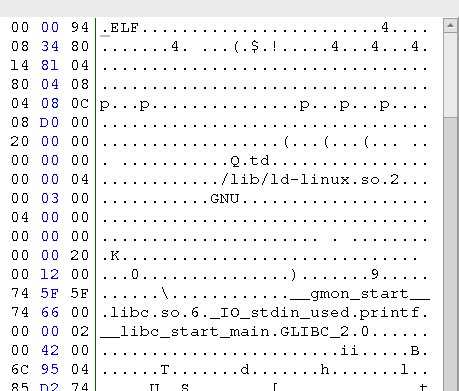 00 00 94 .ELF........................4....
08 34 80 .......4. ...(.$.!.....4...4...4.
14 81 04 .................................
80 04 08 .................................
04 08 0C p...p...............p...p...p....
08 D0 00 .................................
20 00 00 ..................(...(...(... ...
00 00 00 . ...........Q.td................
00 00 04 ............/lib/ld-linux.so.2...
00 03 00 ...........GNU...................
04 00 00 .................................
00 00 00 ........................ ........
00 00 20 .K...............................
00 12 00 ...0...............).......9.....
74 5F 5F ......\............__gmon_start__
74 66 00 .libc.so.6._IO_stdin_used.printf.
00 00 02 __libc_start_main.GLIBC_2.0......
00 42 00 ........................ii.....B.
6C 95 04 ......T.......d.......h.......l..
85 D2 74